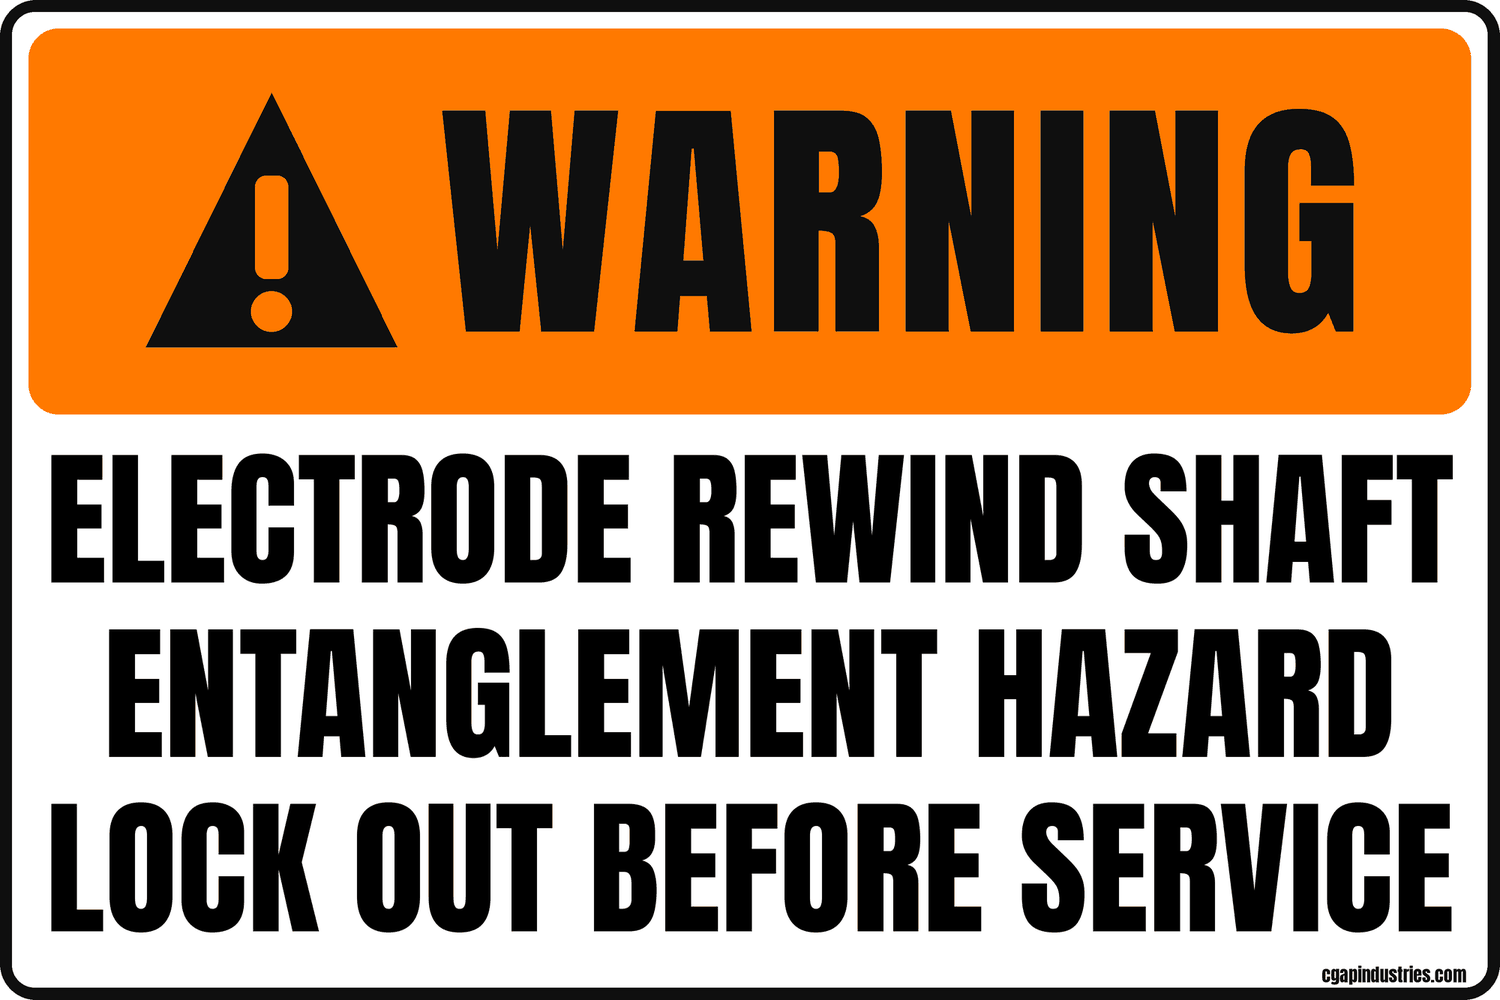 WARNING
ELECTRODE REWIND SHAFT
ENTANGLEMENT HAZARD
LOCK OUT BEFORE SERVICE
cgapindustries.com